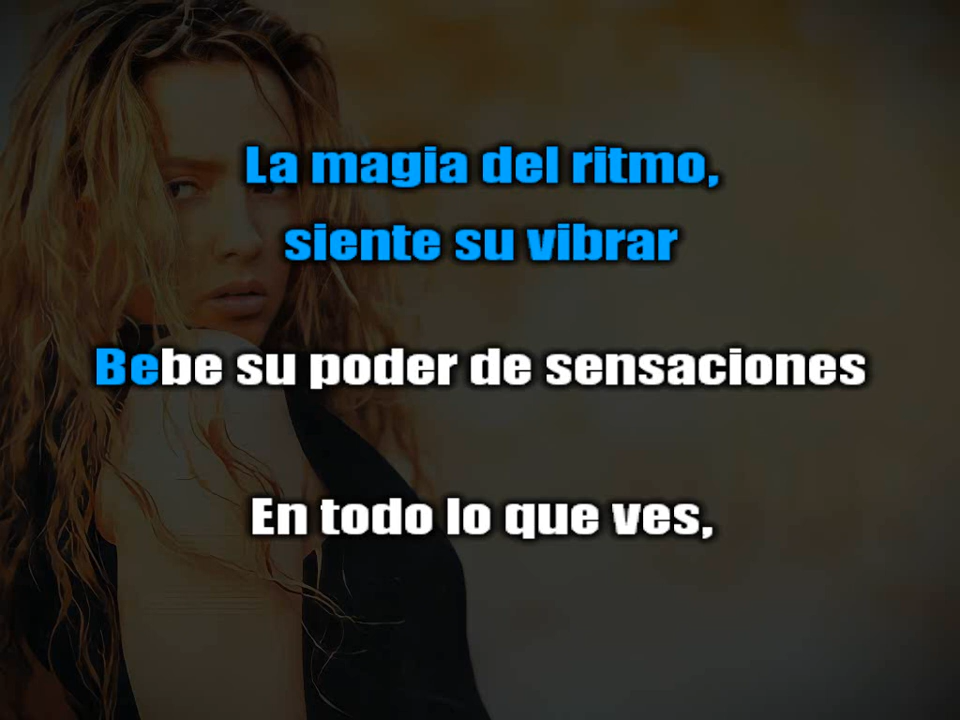 La magia del ritmo,
siente su vibrar
Bebe su poder de sensaciones
En todo lo que ves,